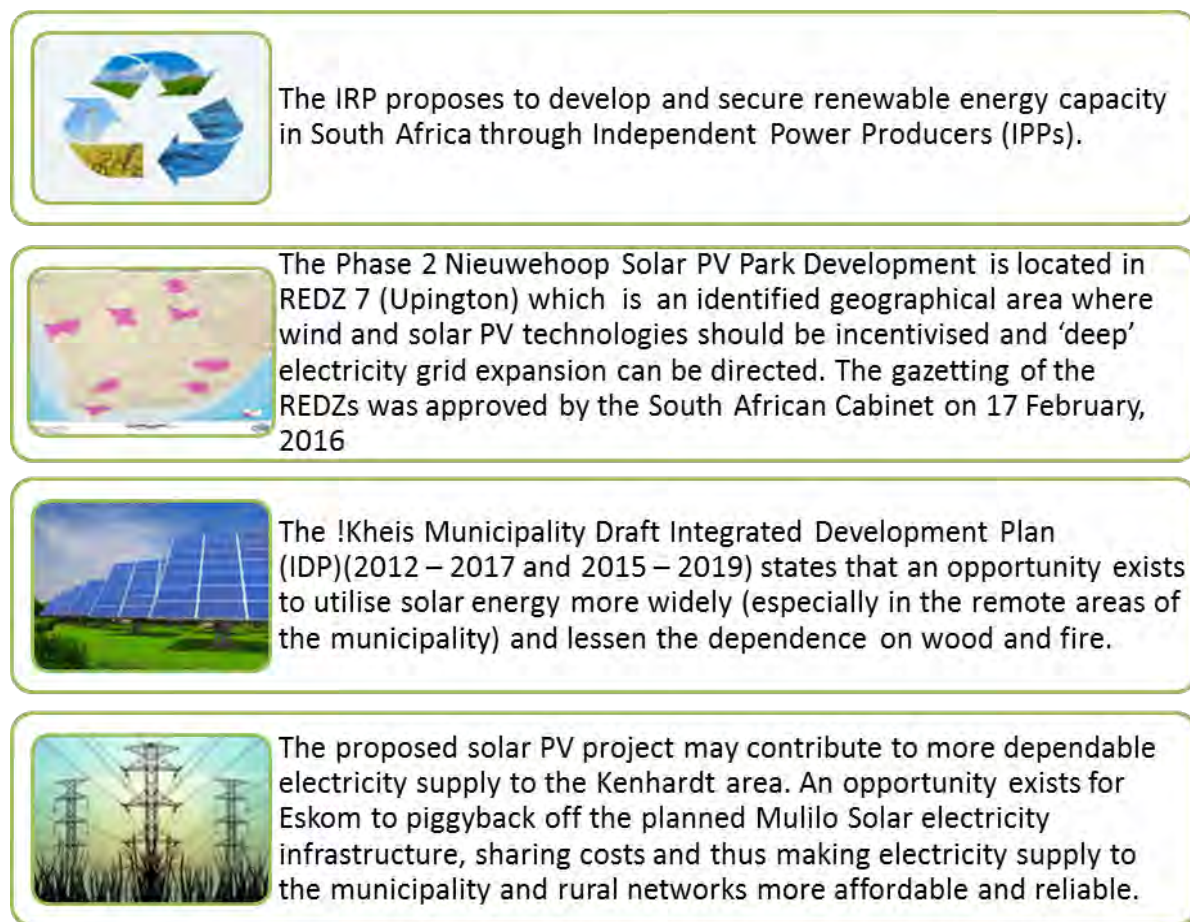 The IRP proposes to develop and secure renewable energy capacity
in South Africa through Independent Power Producers (IPPs).
The Phase 2 Nieuwehoop Solar PV Park Development is located in
REDZ 7 (Upington) which is an identified geographical area where
wind and solar PV technologies should be incentivised and ‘deep’
electricity grid expansion can be directed. The gazetting of the
REDZs was approved by the South African Cabinet on 17 February,
2016
The !Kheis Municipality Draft Integrated Development Plan
(IDP)(2012 – 2017 and 2015 – 2019) states that an opportunity exists
to utilise solar energy more widely (especially in the remote areas of
the municipality) and lessen the dependence on wood and fire.
The proposed solar PV project may contribute to more dependable
electricity supply to the Kenhardt area. An opportunity exists for
Eskom to piggyback off the planned Mulilo Solar electricity
infrastructure, sharing costs and thus making electricity supply to
the municipality and rural networks more affordable and reliable.